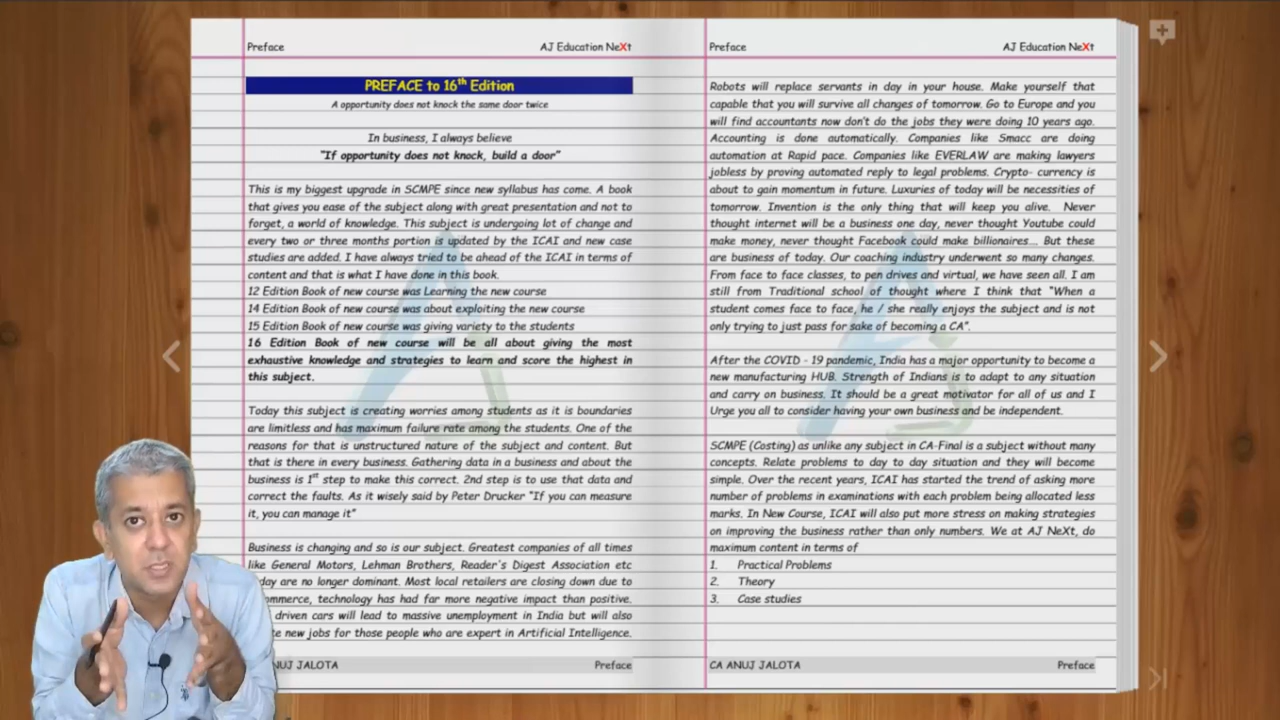 Preface AJ Education NeXt
PREFACE to 16th Edition
A opportunity does not knock the same door twice
In business, I always believe
"If opportunity does not knock, build a door"
This is my biggest upgrade in SCMPE since new syllabus has come. A book
that gives you ease of the subject along with great presentation and not to
forget, a world of knowledge. This subject is undergoing lot of change and
every two or three months portion is updated by the ICAI and new case
studies are added. I have always tried to be ahead of the ICAI in terms of
content and that is what I have done in this book.
12 Edition Book of new course was Learning the new course
14 Edition Book of new course was about exploiting the new course
15 Edition Book of new course was giving variety to the students
16 Edition Book of new course will be all about giving the most
exhaustive knowledge and strategies to learn and score the highest in
this subject.
Today this subject is creating worries among students as it is boundaries
are limitless and has maximum failure rate among the students. One of the
reasons for that is unstructured nature of the subject and content. But
that is there in every business. Gathering data in a business and about the
business is 1st step to make this correct. 2nd step is to use that data and
correct the faults. As it wisely said by Peter Drucker "If you can measure
it, you can manage it"
Business is changing and so is our subject. Greatest companies of all times
like General Motors, Lehman Brothers, Reader's Digest Association etc
day are no longer dominant. Most local retailers are closing down due to
ommerce, technology has had far more negative impact than positive.
driven cars will lead to massive unemployment in India but will also
te new jobs for those people who are expert in Artificial Intelligence.
NUJ JALOTA Preface
Preface AJ Education NeXt
Robots will replace servants in day in your house. Make yourself that
capable that you will survive all changes of tomorrow. Go to Europe and you
will find accountants now don't do the jobs they were doing 10 years ago.
Accounting is done automatically. Companies like Smacc are doing
automation at Rapid pace. Companies like EVERLAW are making lawyers
jobless by proving automated reply to legal problems. Crypto- currency is
about to gain momentum in future. Luxuries of today will be necessities of
tomorrow. Invention is the only thing that will keep you alive. Never
thought internet will be a business one day, never thought Youtube could
make money, never thought Facebook could make billionaires... But these
are business of today. Our coaching industry underwent so many changes.
From face to face classes, to pen drives and virtual, we have seen all. I am
still from Traditional school of thought where I think that "When a
student comes face to face, he / she really enjoys the subject and is not
only trying to just pass for sake of becoming a CA".
After the COVID - 19 pandemic, India has a major opportunity to become a
new manufacturing HUB. Strength of Indians is to adapt to any situation
and carry on business. It should be a great motivator for all of us and I
Urge you all to consider having your own business and be independent.
SCMPE (Costing) as unlike any subject in CA-Final is a subject without many
concepts. Relate problems to day to day situation and they will become
simple. Over the recent years, ICAI has started the trend of asking more
number of problems in examinations with each problem being allocated less
marks. In New Course, ICAI will also put more stress on making strategies
on improving the business rather than only numbers. We at AJ NeXt, do
maximum content in terms of
1. Practical Problems
2. Theory
3. Case studies
CA ANUJ JALOTA Preface